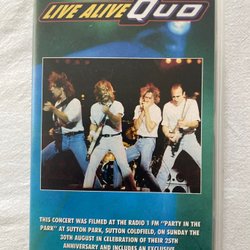 LIVE ALIVE QUO
THIS CONCERT WAS FILMED AT THE RADIO 1 FM "PARTY IN THE
PARK" AT SUTTON PARK, SUTTON COLDFIELD, ON SUNDAY THE
30TH AUGUST IN CELEBRATION OF THEIR 25TH
ANNIVERSARY AND INCLUDES AN EXCLUSIVE